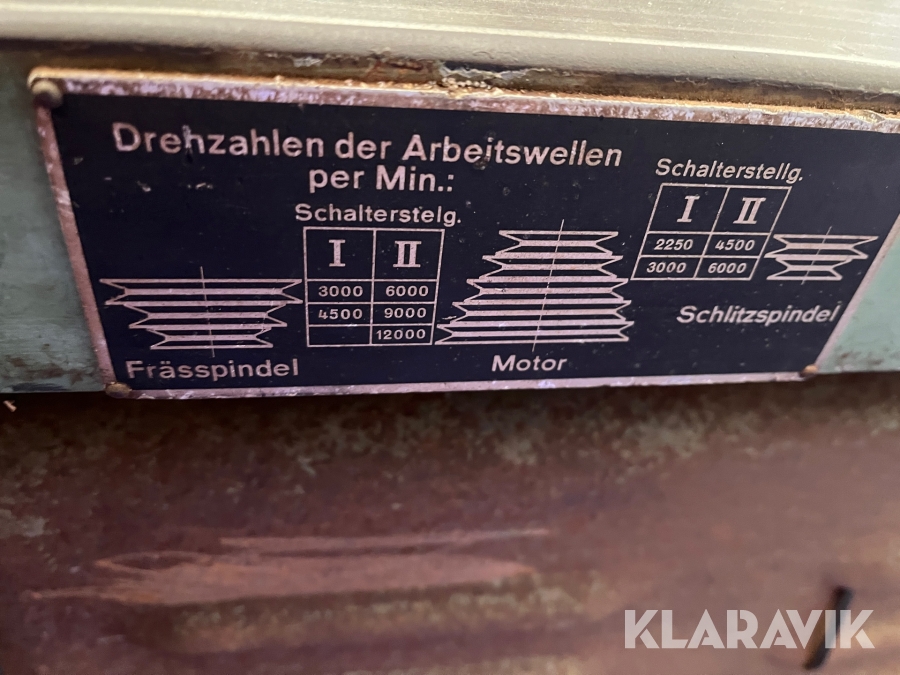 Drehzahlen der Arbeitswellen
per Min.:
Schalterstelg.
I II
3000 6000
4500 9000
12000
Frässpindel
Motor
Schalterstellg.
I II
2250 4500
3000 6000
Schlitzspindel
KLARAVIK